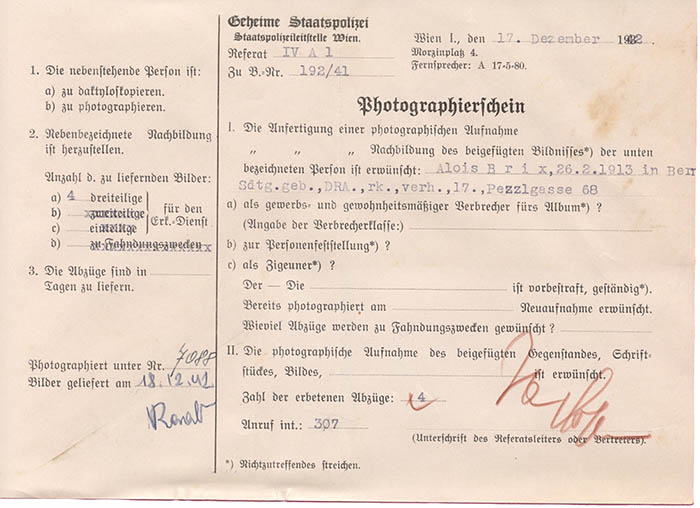 Geheime Staatspolizei
Staatspolizeileitstelle Wien.
Referat IV A 1
Zu B.-Nr. 192/41
Wien I., den 17. Dezember 1942.
Morzinplatz 4.
Fernsprecher: A 17-5-80.
1. Die nebenstehende Person ist:
a) zu daktyloskopieren.
b) zu photographieren.
2. Nebenbezeichnete Nachbildung
ist herzustellen.
Anzahl d. zu liefernden Bilder:
a) 4 dreiteilige
b) zweiteilige
c) einteilige
d) zu Fahndungszwecken
für den
Erk.-Dienst
3. Die Abzüge sind in
Tagen zu liefern.
Photographiert unter Nr. 7088
Bilder geliefert am 18.12.41
Photographierschein
I. Die Anfertigung einer photographischen Aufnahme
„ „ „ Nachbildung des beigefügten Bildnisses*) der unten
bezeichneten Person ist erwünscht: Alois B r i x, 26.2.1913 in Ber
Sdtg.geb.,DRA.,rk.,verh.,17., Pezzlgasse 68
a) als gewerbs- und gewohnheitsmäßiger Verbrecher fürs Album*) ?
(Angabe der Verbrecherklasse:)
b) zur Personenfeststellung*) ?
c) als Zigeuner*) ?
Der — Die ist vorbestraft, geständig*).
Bereits photographiert am Neuaufnahme erwünscht.
Wieviel Abzüge werden zu Fahndungszwecken gewünscht ?
II. Die photographische Aufnahme des beigefügten Gegenstandes, Schrift-
stückes, Bildes, ist erwünscht.
Zahl der erbetenen Abzüge: 4
Anruf int.: 307
(Unterschrift des Referatsleiters oder Vertreters).
*) Nichtzutreffendes streichen.